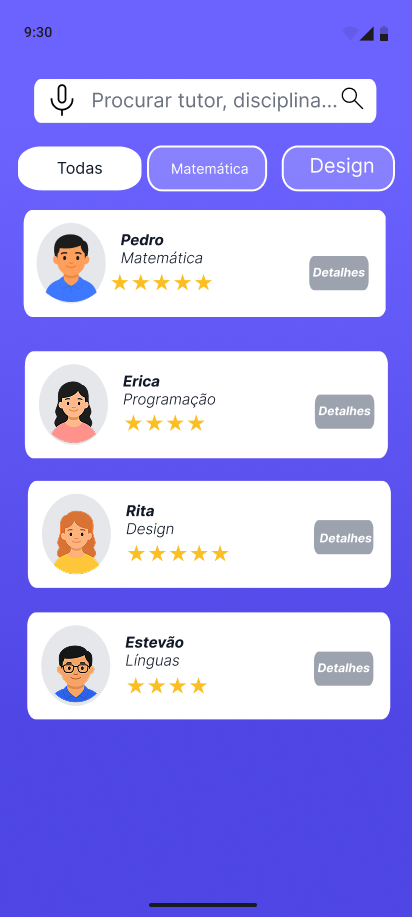 9:30
Procurar tutor, disciplina...
Todas
Matemática
Design
Pedro
Matemática
Detalhes
Erica
Programação
Detalhes
Rita
Design
Detalhes
Estevão
Línguas
Detalhes